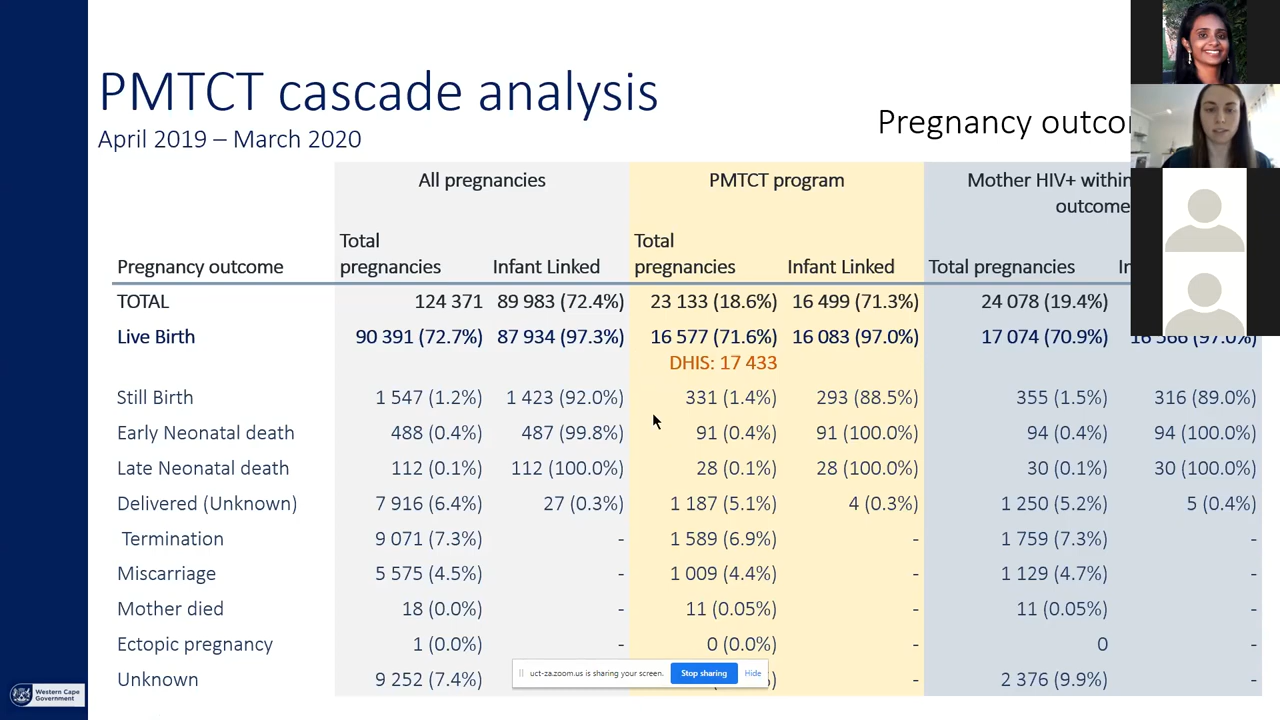 PMTCT cascade analysis
April 2019 – March 2020
Pregnancy
All pregnancies PMTCT program Mother HIV+ within
outcome
Total Total
pregnancies pregnancies
Pregnancy outcome Infant Linked Infant Linked Total pregnancies
TOTAL 124 371 89 983 (72.4%) 23 133 (18.6%) 16 499 (71.3%) 24 078 (19.4%)
Live Birth 90 391 (72.7%) 87 934 (97.3%) 16 577 (71.6%) 16 083 (97.0%) 17 074 (70.9%)
DHIS: 17 433
Still Birth 1 547 (1.2%) 1 423 (92.0%) 331 (1.4%) 293 (88.5%) 355 (1.5%) 316 (89.0%)
Early Neonatal death 488 (0.4%) 487 (99.8%) 91 (0.4%) 91 (100.0%) 94 (0.4%) 94 (100.0%)
Late Neonatal death 112 (0.1%) 112 (100.0%) 28 (0.1%) 28 (100.0%) 30 (0.1%) 30 (100.0%)
Delivered (Unknown) 7 916 (6.4%) 27 (0.3%) 1 187 (5.1%) 4 (0.3%) 1 250 (5.2%) 5 (0.4%)
Termination 9 071 (7.3%) - 1 589 (6.9%) - 1 759 (7.3%) -
Miscarriage 5 575 (4.5%) - 1 009 (4.4%) - 1 129 (4.7%) -
Mother died 18 (0.0%) - 11 (0.05%) - 11 (0.05%) -
Ectopic pregnancy 1 (0.0%) - 0 (0.0%) - 0 -
Unknown 9 252 (7.4%) - 2 376 (9.9%) -
uct-za.zoom.us is sharing your screen. Stop sharing Hide
Western Cape
Government